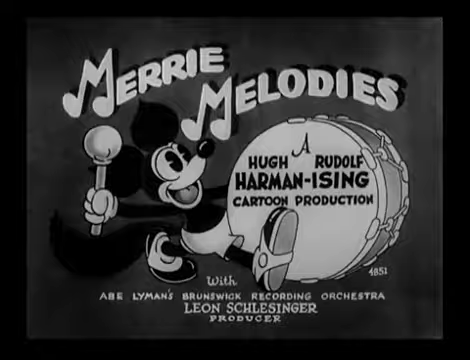 MERRIE
MELODIES
A
HUGH RUDOLF
HARMAN-ISING
CARTOON PRODUCTION
4851
With
ABE LYMAN'S BRUNSWICK RECORDING ORCHESTRA
LEON SCHLESINGER
PRODUCER